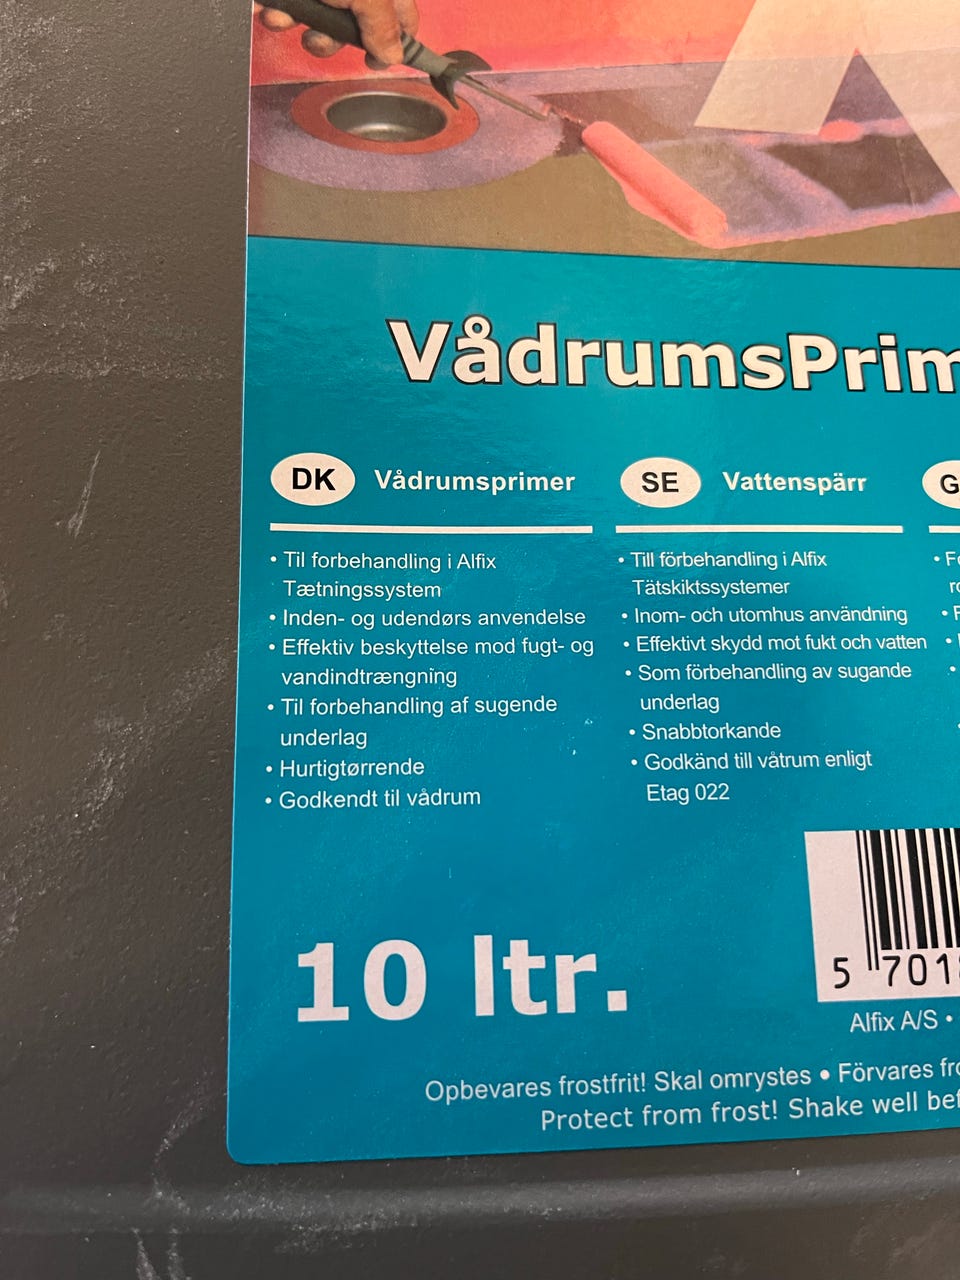 VådrumsPrim
DK Vådrumsprimer
• Til forbehandling i Alfix
Tætningssystem
• Inden- og udendørs anvendelse
• Effektiv beskyttelse mod fugt- og
vandindtrængning
• Til forbehandling af sugende
underlag
• Hurtigtørrende
• Godkendt til vådrum
SE Vattenspärr
• Till förbehandling i Alfix
Tätskiktssystemer
• Inom- och utomhus användning
• Effektivt skydd mot fukt och vatten
• Som förbehandling av sugande
underlag
• Snabbtorkande
• Godkänd till våtrum enligt
Etag 022
10 ltr.
5 701
Alfix A/S •
Opbevares frostfrit! Skal omrystes • Förvares
Protect from frost! Shake well